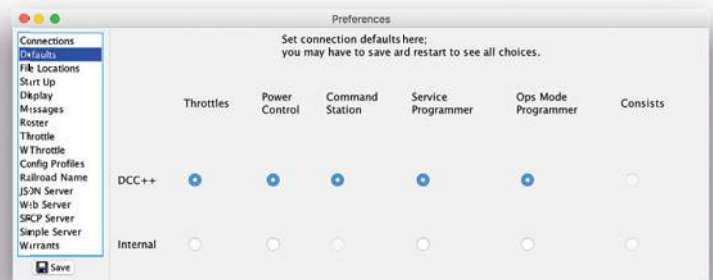 Preferences
Connections
Defaults
File Locations
Start Up
Display
Messages
Roster
Throttle
WThrottle
Config Profiles
Railroad Name
JSON Server
Web Server
SRCP Server
Simple Server
Warrants
Save
Set connection defaults here;
you may have to save ard restart to see all choices.
Throttles
Power Control
Command Station
Service Programmer
Ops Mode Programmer
Consists
DCC++
Internal